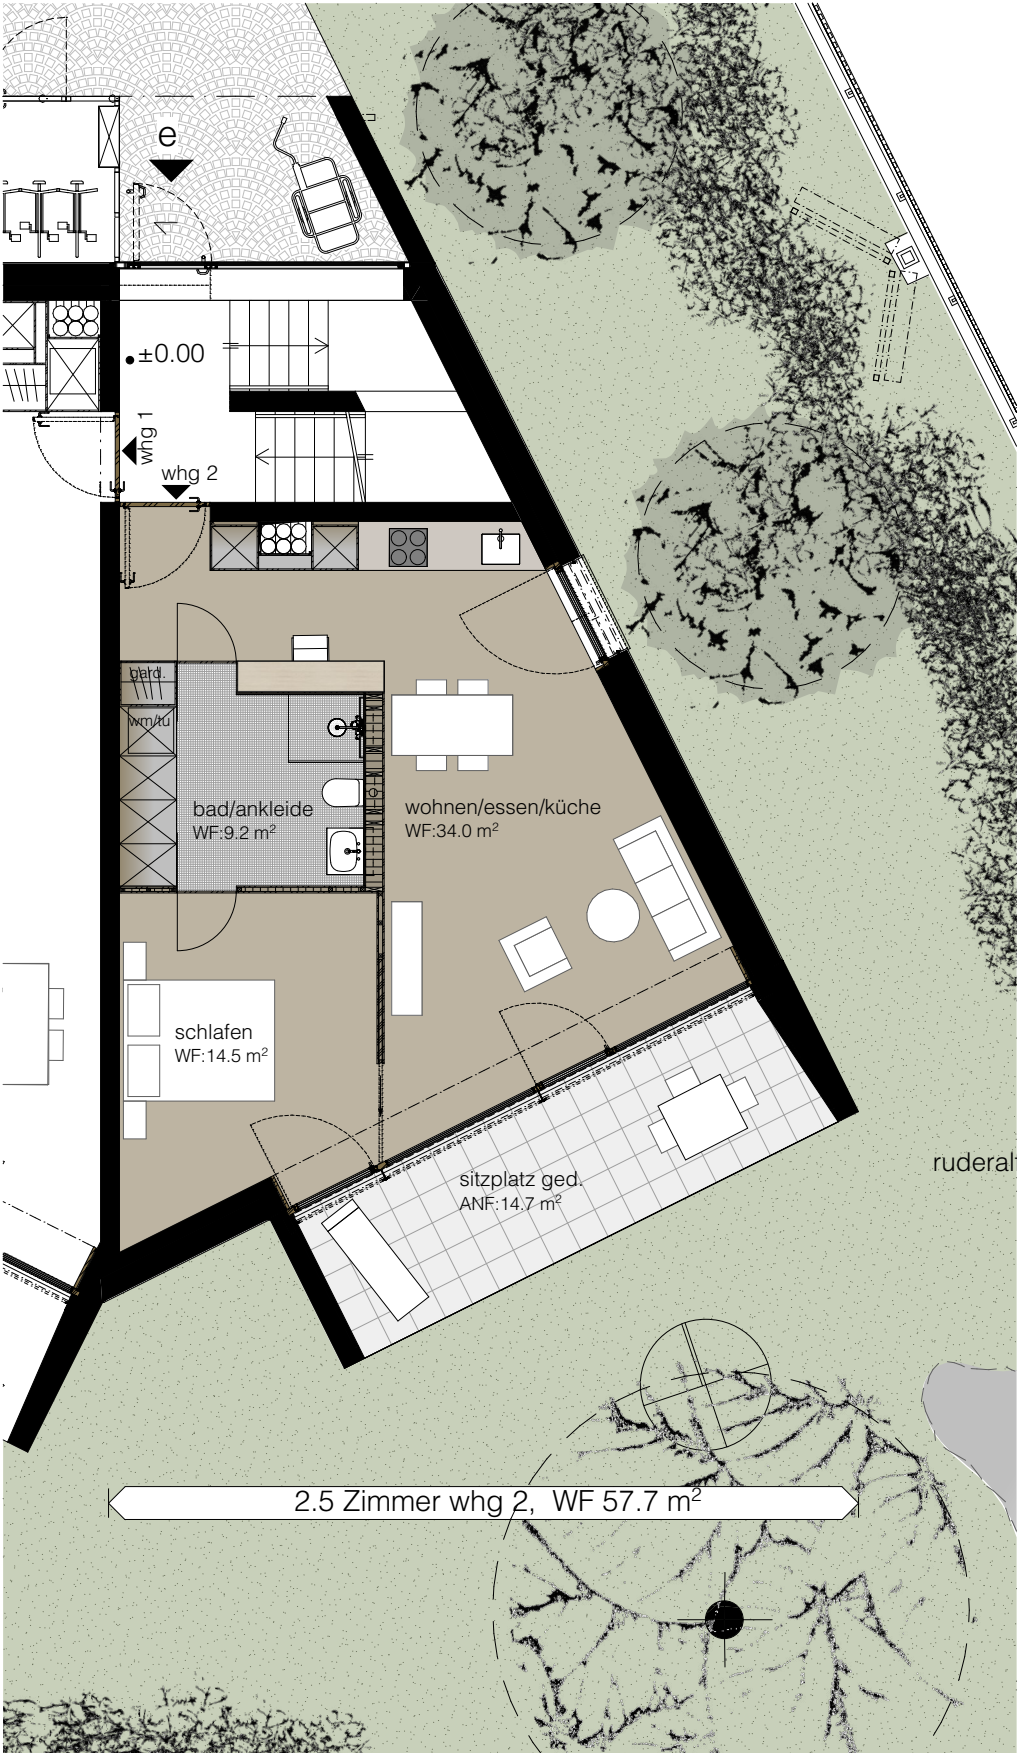 e
±0.00
whg 1
whg 2
gard.
wm/tu
bad/ankleide
WF:9.2 m²
wohnen/essen/küche
WF:34.0 m²
schlafen
WF:14.5 m²
sitzplatz ged.
ANF:14.7 m²
ruderalf
2.5 Zimmer whg 2, WF 57.7 m²